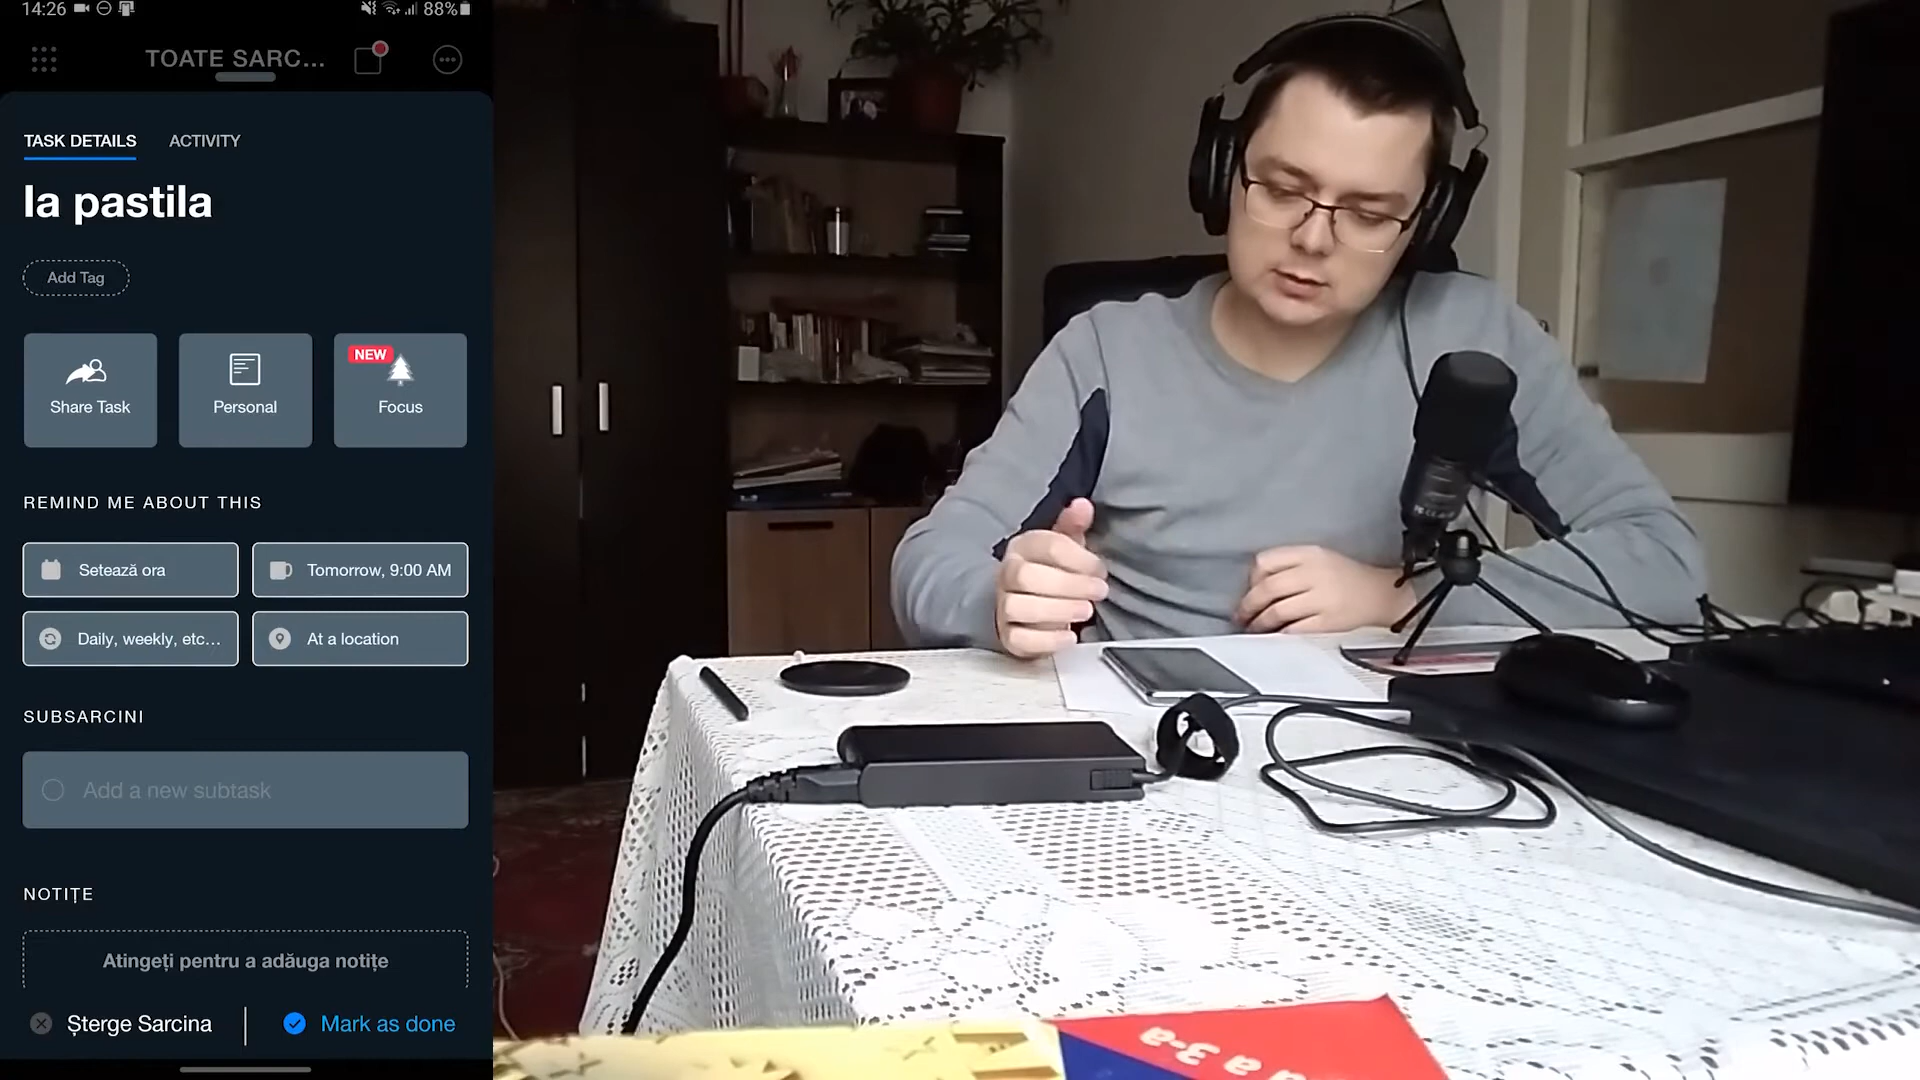 14:26 88%
TOATE SARC...
TASK DETAILS ACTIVITY
Ia pastila
Add Tag
Share Task Personal NEW Focus
REMIND ME ABOUT THIS
Setează ora Tomorrow, 9:00 AM
Daily, weekly, etc... At a location
SUBSARCINI
Add a new subtask
NOTIȚE
Atingeți pentru a adăuga notițe
Șterge Sarcina Mark as done
a 3-a